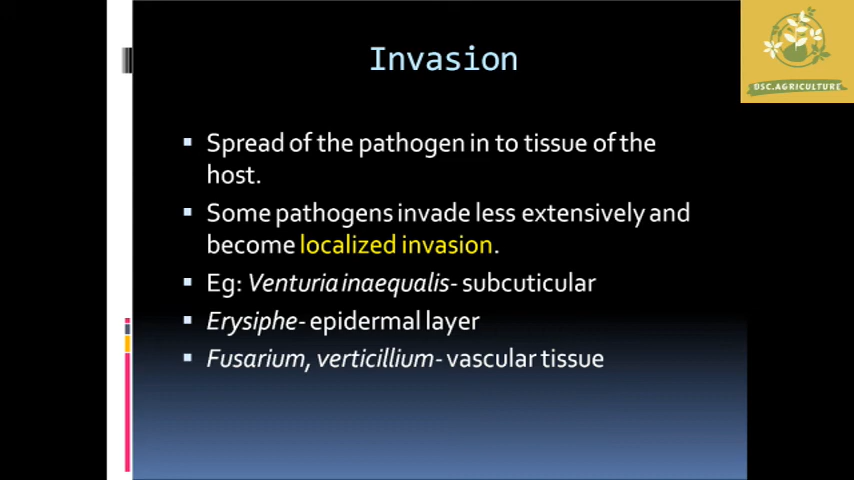 Invasion
BSC.AGRICULTURE
Spread of the pathogen in to tissue of the
host.
Some pathogens invade less extensively and
become localized invasion.
Eg: Venturia inaequalis- subcuticular
Erysiphe- epidermal layer
Fusarium, verticillium- vascular tissue